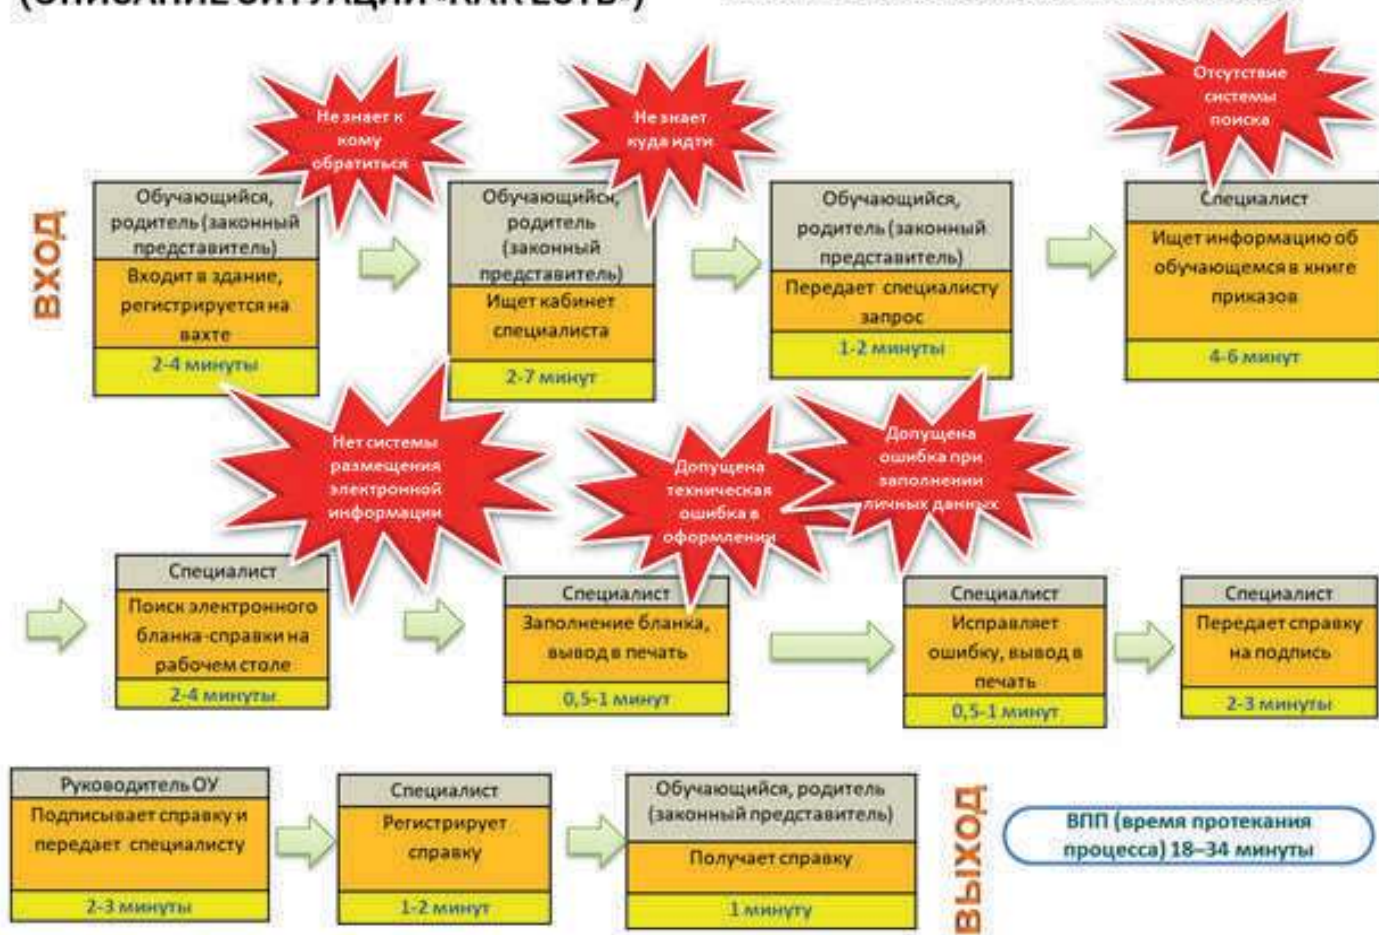 (ОПИСАНИЕ СИТУАЦИИ «КАК ЕСТЬ»)
Не знает к
кому
обратиться
Не знает
куда идти
Отсутствие
системы
поиска
ВХОД
Обучающийся,
родитель (законный
представитель)
Входит в здание,
регистрируется на
вахте
2-4 минуты
Обучающийся,
родитель
(законный
представитель)
Ищет кабинет
специалиста
2-7 минут
Обучающийся,
родитель (законный
представитель)
Передает специалисту
запрос
1-2 минуты
Специалист
Ищет информацию об
обучающемся в книге
приказов
4-6 минут
Нет системы
размещения
электронной
информации
Допущена
техническая
ошибка в
оформлении
Допущена
ошибка при
заполнении
личных данных
Специалист
Поиск электронного
бланка-справки на
рабочем столе
2-4 минуты
Специалист
Заполнение бланка,
вывод в печать
0,5-1 минут
Специалист
Исправляет
ошибку, вывод в
печать
0,5-1 минут
Специалист
Передает справку
на подпись
2-3 минуты
Руководитель ОУ
Подписывает справку и
передает специалисту
2-3 минуты
Специалист
Регистрирует
справку
1-2 минут
Обучающийся, родитель
(законный представитель)
Получает справку
1 минуту
ВЫХОД
ВПП (время протекания
процесса) 18–34 минуты